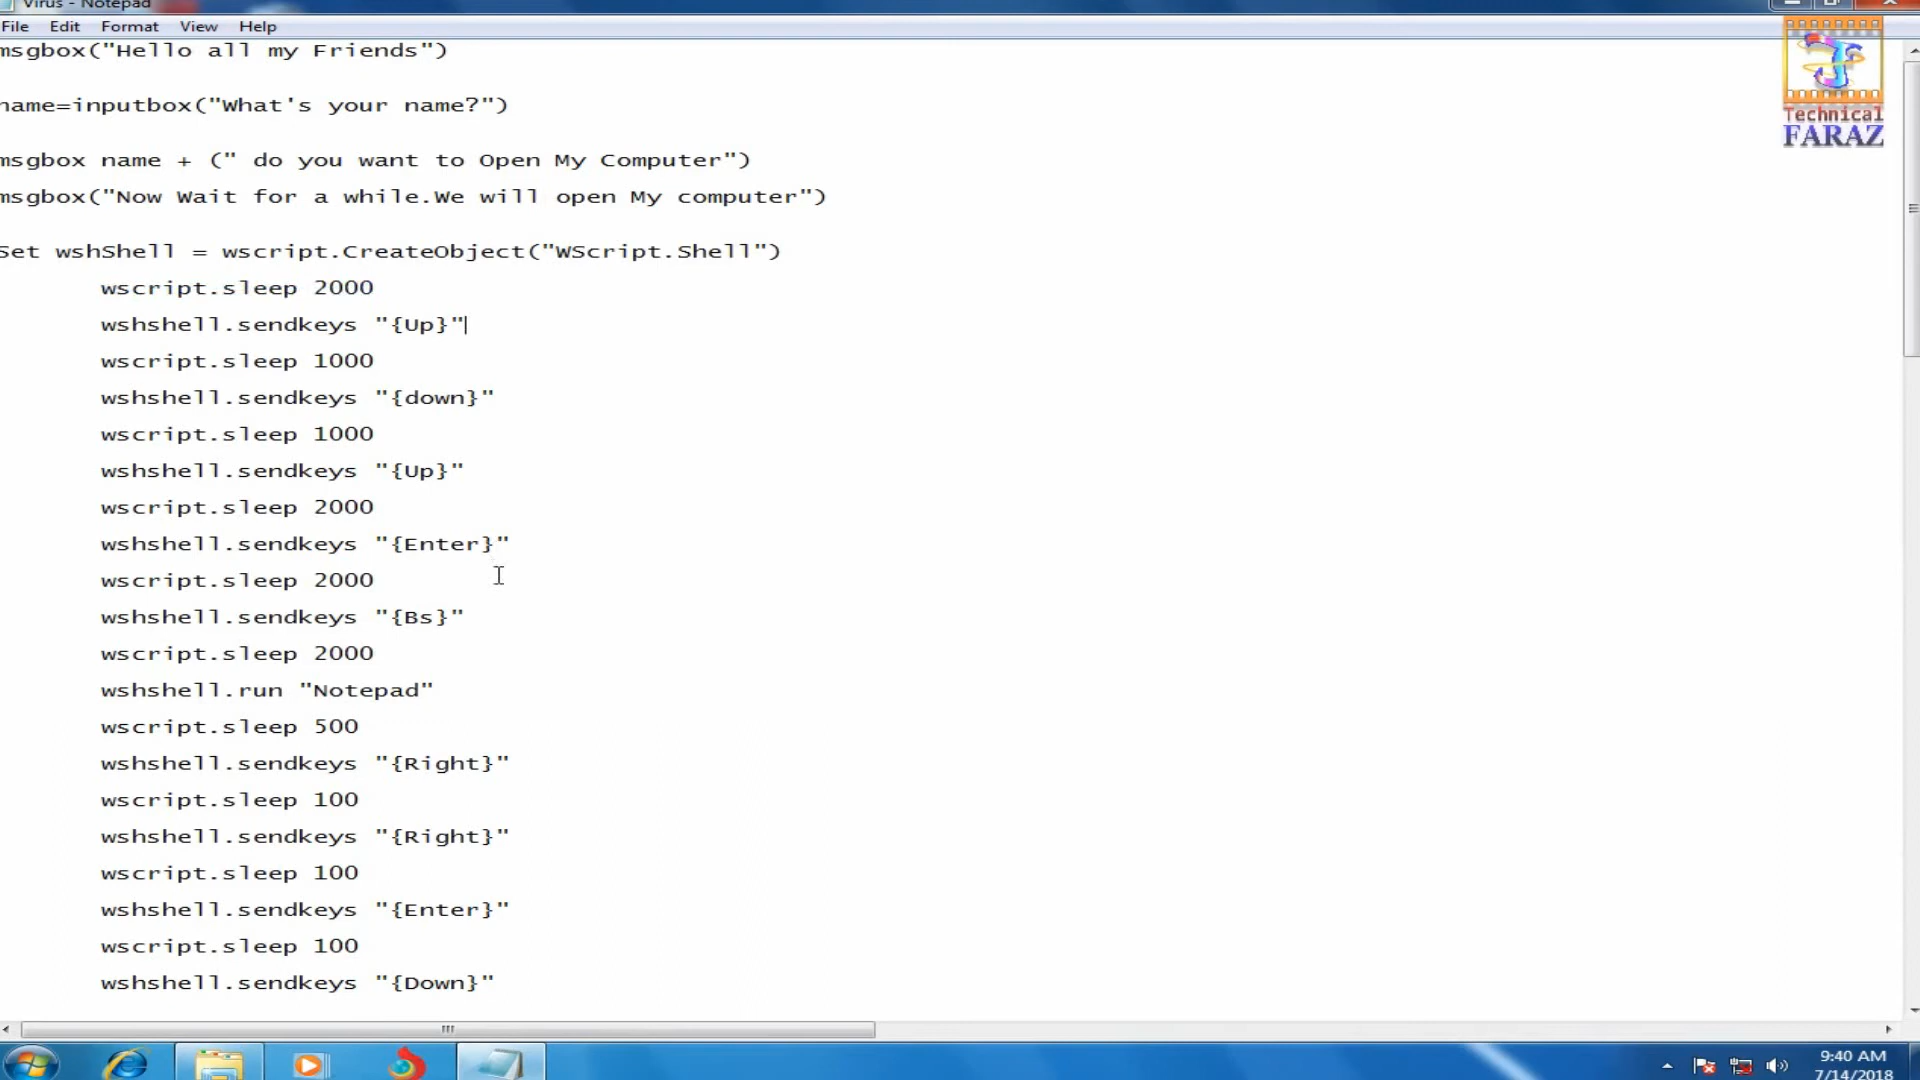 Virus - Notepad
File Edit Format View Help
msgbox("Hello all my Friends")
name=inputbox("What's your name?")
msgbox name + (" do you want to Open My Computer")
msgbox("Now Wait for a while.We will open My computer")
Set wshShell = wscript.CreateObject("WScript.Shell")
wscript.sleep 2000
wshshell.sendkeys "{Up}"
wscript.sleep 1000
wshshell.sendkeys "{down}"
wscript.sleep 1000
wshshell.sendkeys "{Up}"
wscript.sleep 2000
wshshell.sendkeys "{Enter}"
wscript.sleep 2000
wshshell.sendkeys "{Bs}"
wscript.sleep 2000
wshshell.run "Notepad"
wscript.sleep 500
wshshell.sendkeys "{Right}"
wscript.sleep 100
wshshell.sendkeys "{Right}"
wscript.sleep 100
wshshell.sendkeys "{Enter}"
wscript.sleep 100
wshshell.sendkeys "{Down}"
Technical
FARAZ
9:40 AM
7/14/2018